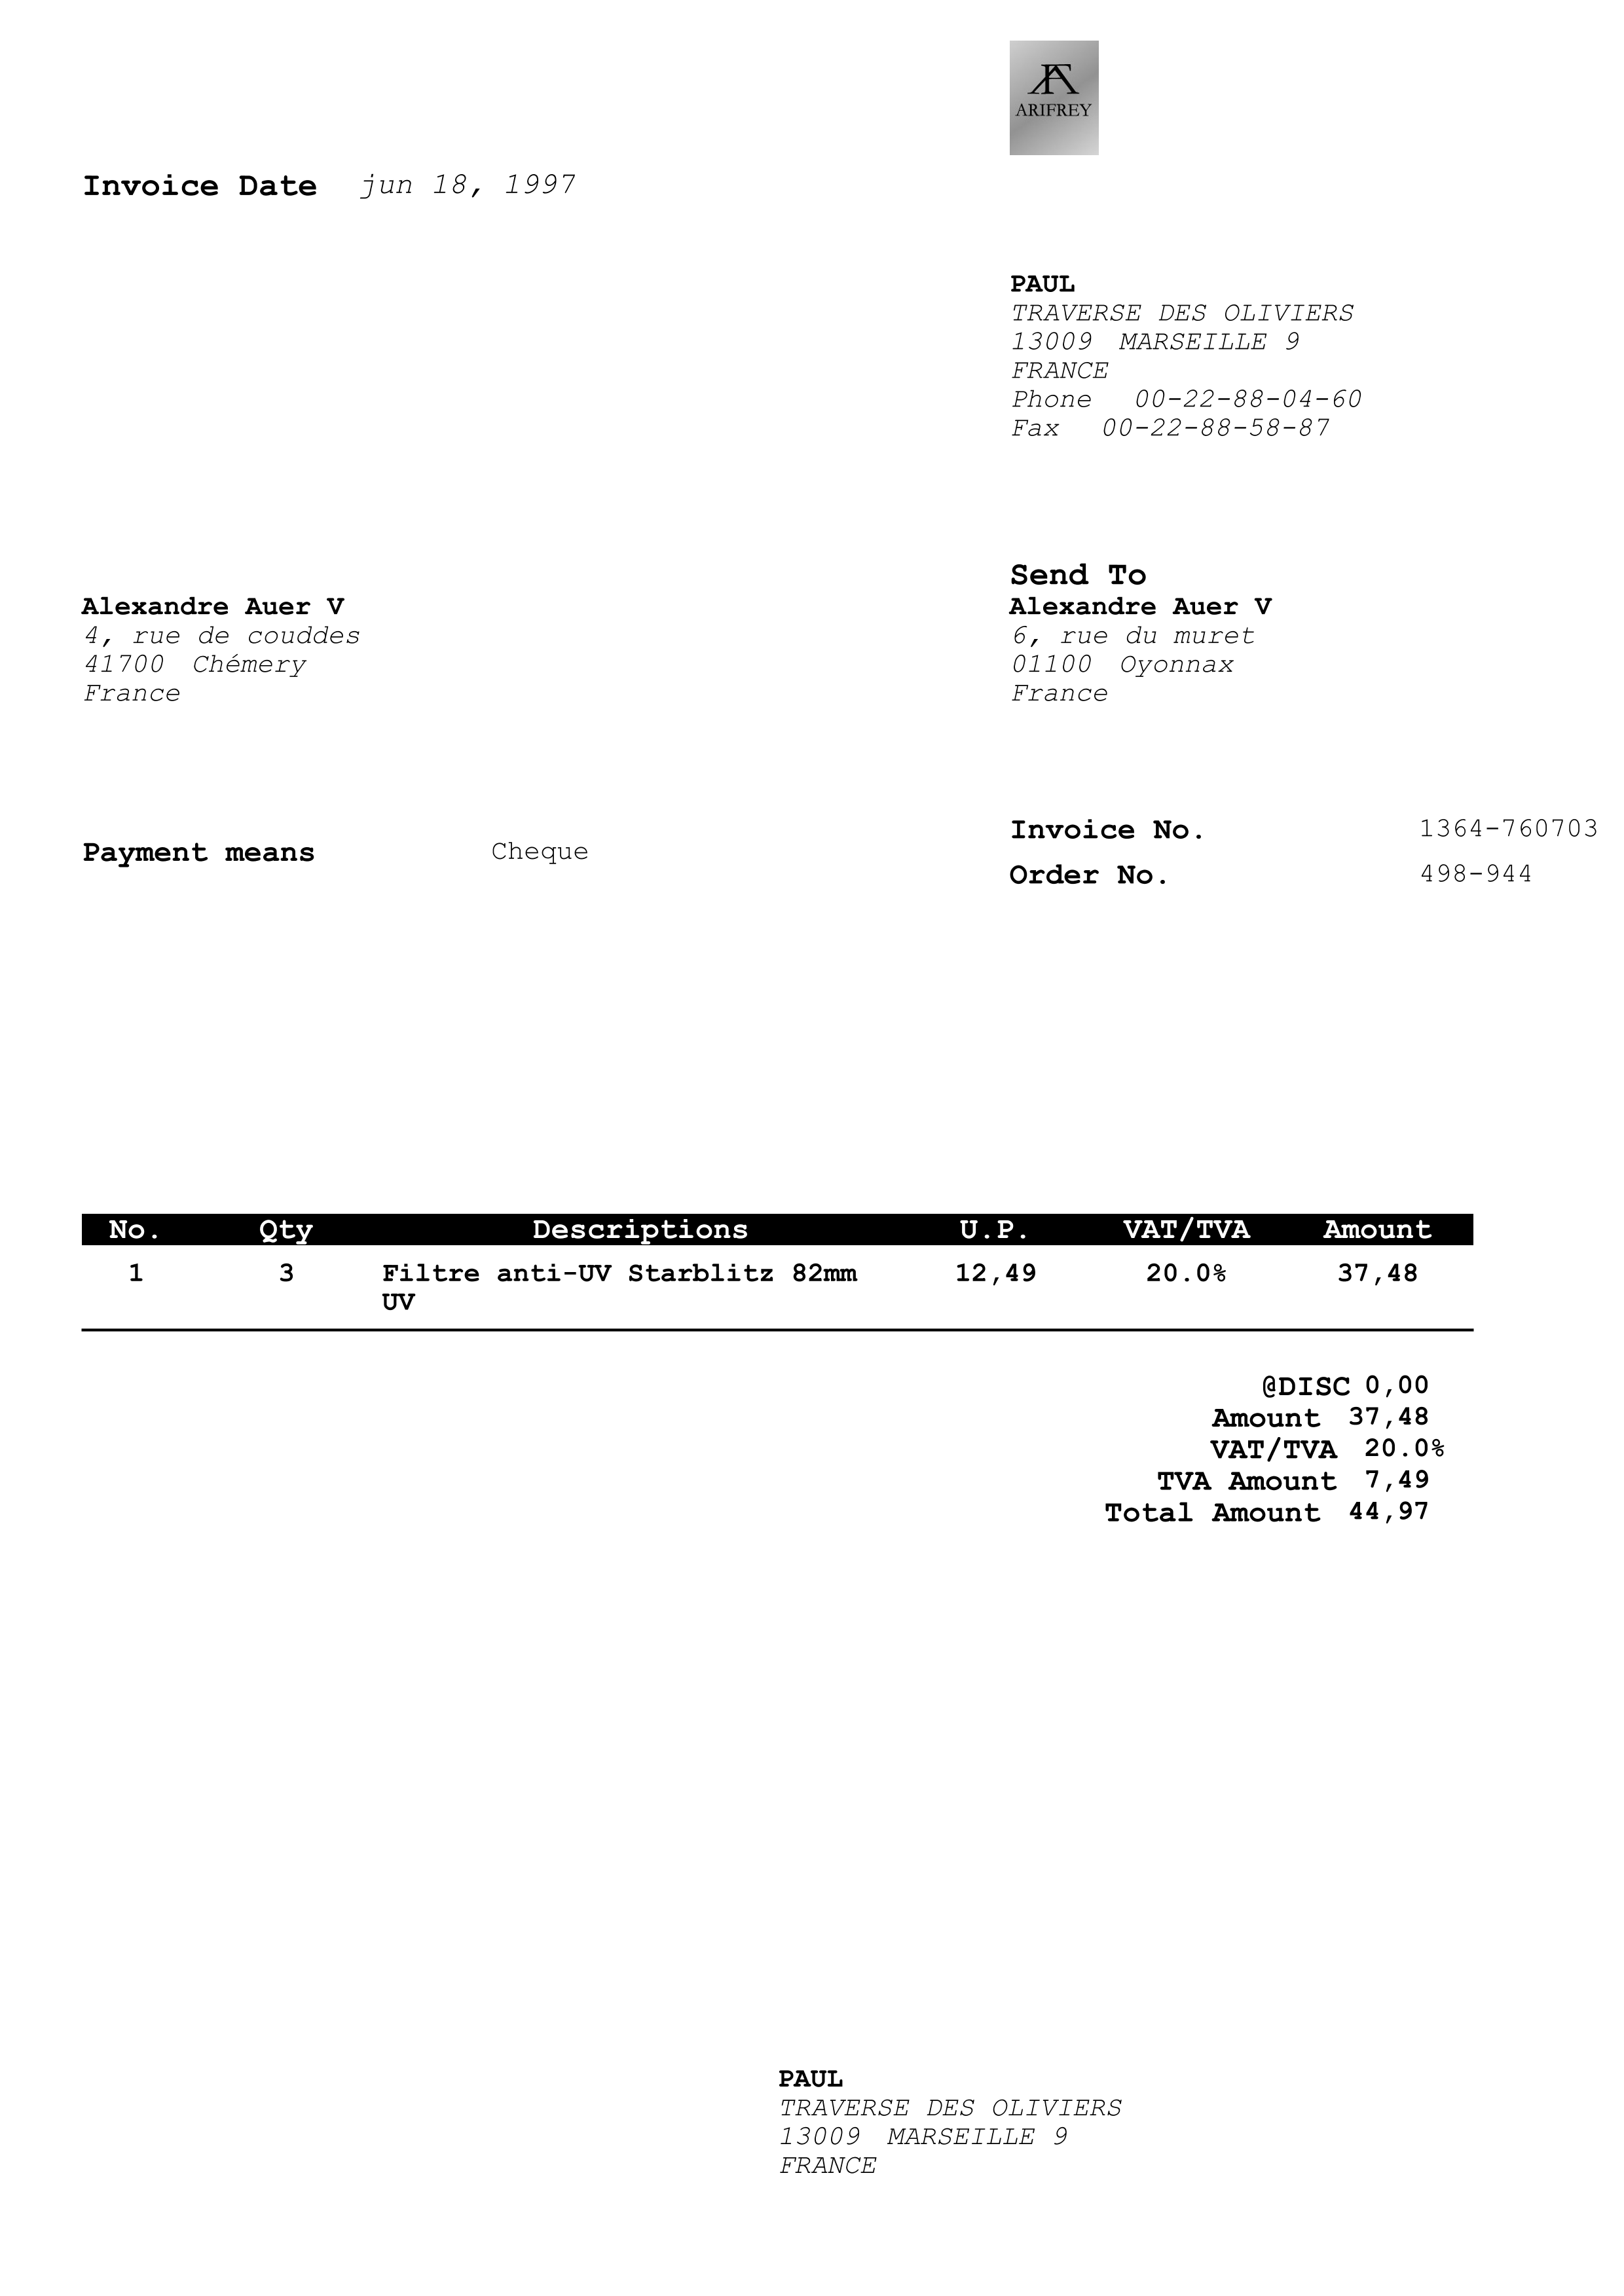 ARIFREY
Invoice Date jun 18, 1997
PAUL
TRAVERSE DES OLIVIERS
13009 MARSEILLE 9
FRANCE
Phone 00-22-88-04-60
Fax 00-22-88-58-87
Alexandre Auer V
4, rue de couddes
41700 Chémery
France
Send To
Alexandre Auer V
6, rue du muret
01100 Oyonnax
France
Payment means Cheque
Invoice No. 1364-760703
Order No. 498-944
No. Qty Descriptions U.P. VAT/TVA Amount
1 3 Filtre anti-UV Starblitz 82mm 12,49 20.0% 37,48
UV
@DISC 0,00
Amount 37,48
VAT/TVA 20.0%
TVA Amount 7,49
Total Amount 44,97
PAUL
TRAVERSE DES OLIVIERS
13009 MARSEILLE 9
FRANCE